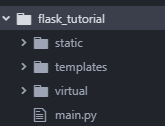 flask_tutorial
static
templates
virtual
main.py